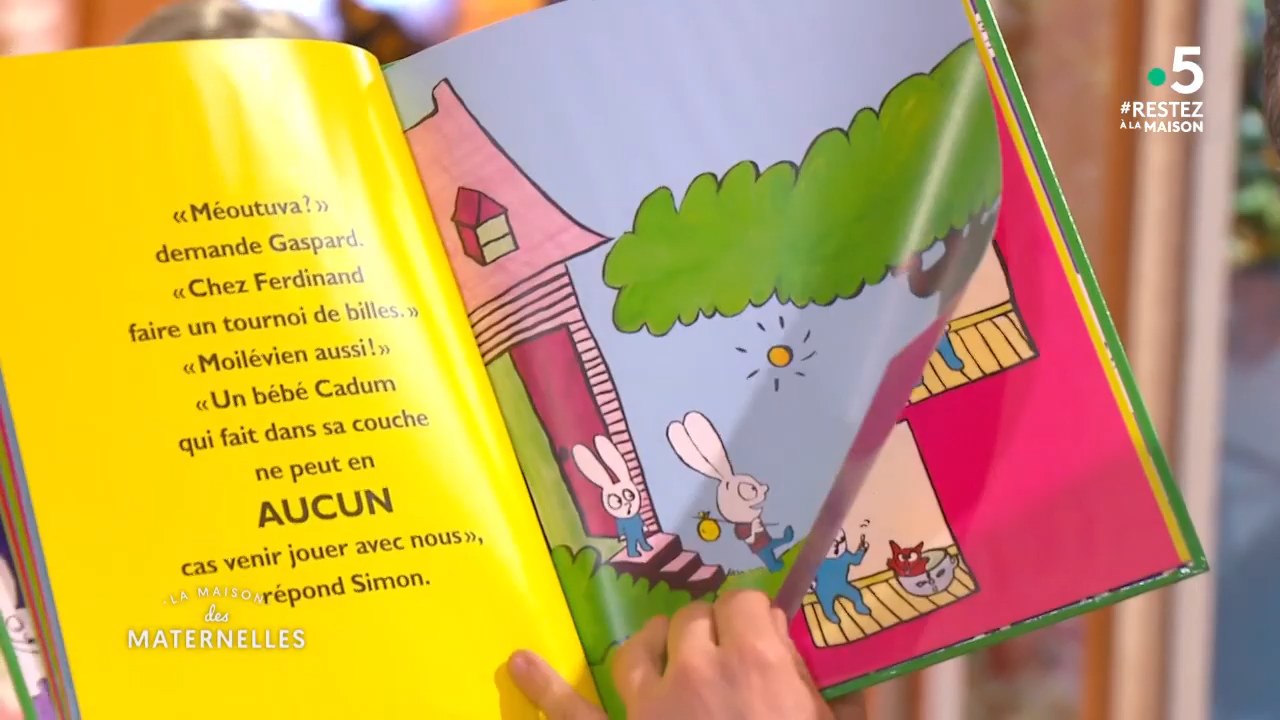 «Méoutuva?»
demande Gaspard.
«Chez Ferdinand
faire un tournoi de billes.»
«Moilévien aussi!»
«Un bébé Cadum
qui fait dans sa couche
ne peut en
AUCUN
cas venir jouer avec nous»,
répond Simon.
LA MAISON
des
MATERNELLES
5
#RESTEZ
À LA MAISON